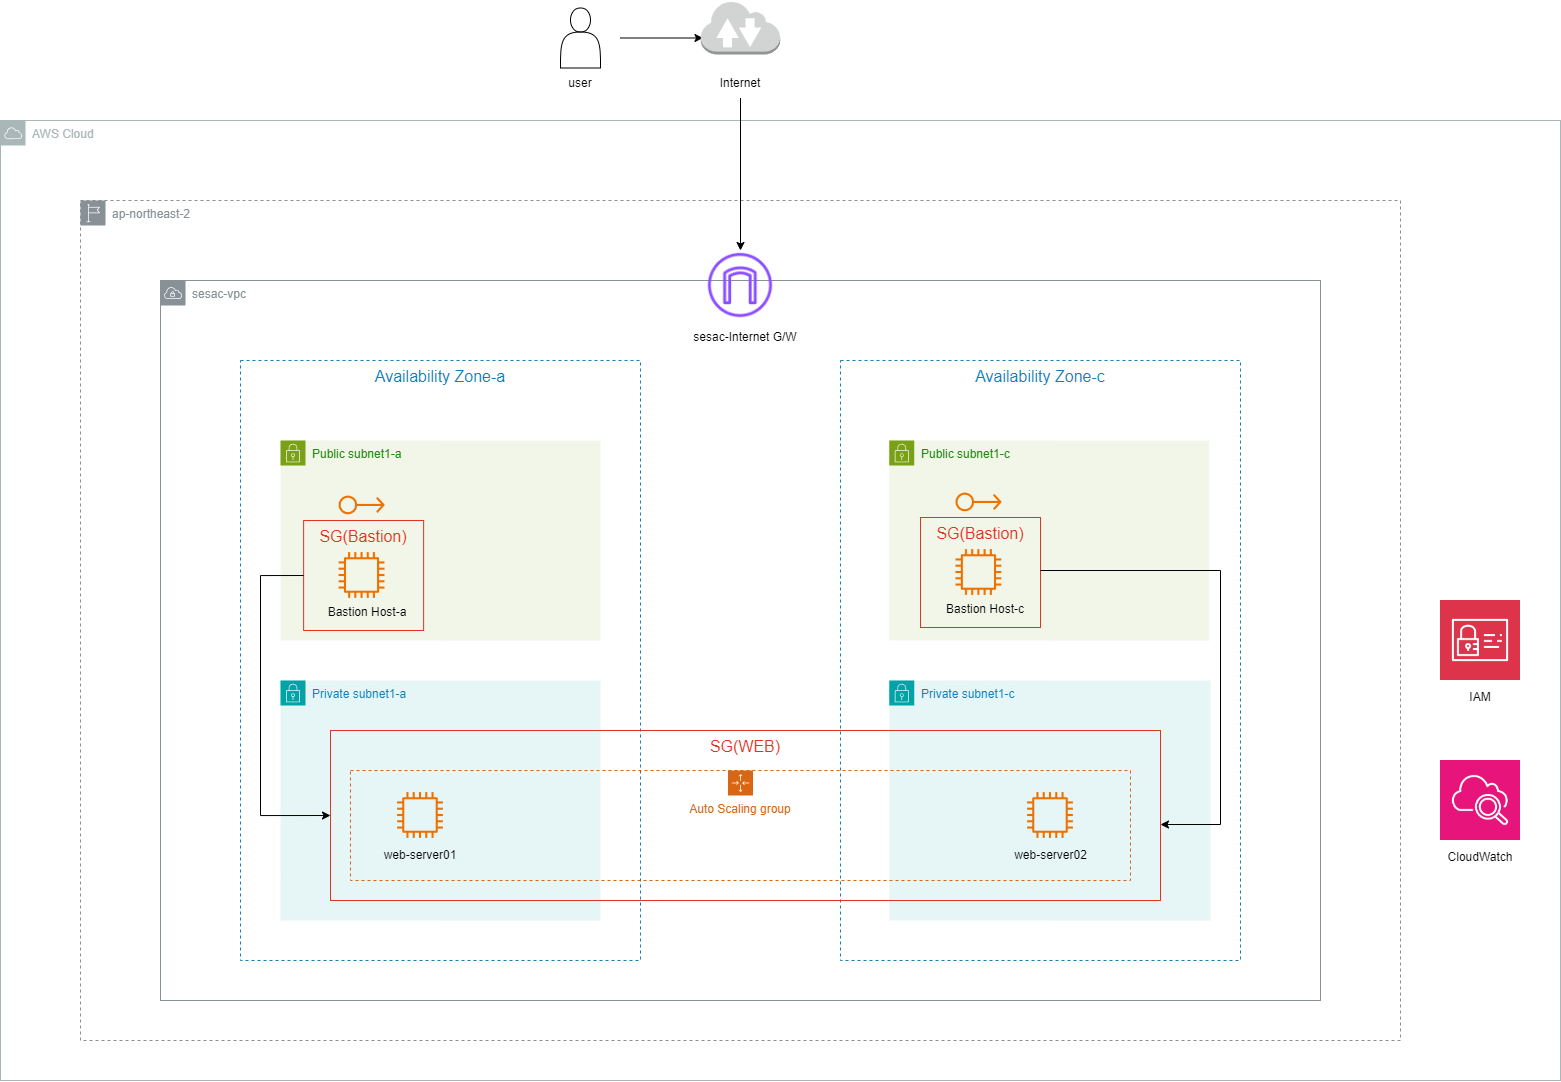 user
Internet
AWS Cloud
ap-northeast-2
sesac-vpc
sesac-Internet G/W
Availability Zone-a
Availability Zone-c
Public subnet1-a
Public subnet1-c
SG(Bastion)
Bastion Host-a
SG(Bastion)
Bastion Host-c
Private subnet1-a
Private subnet1-c
SG(WEB)
Auto Scaling group
web-server01
web-server02
IAM
CloudWatch